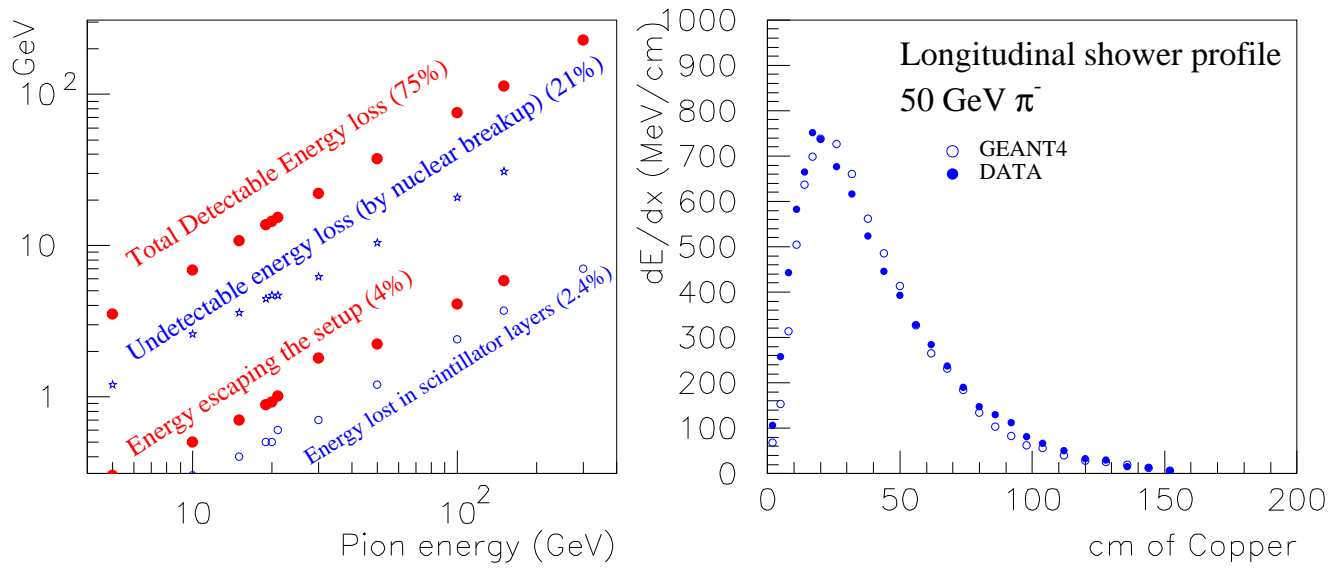 GeV
10²
10
1
Total Detectable Energy loss (75%)
Undetectable energy loss (by nuclear breakup) (21%)
Energy escaping the setup (4%)
Energy lost in scintillator layers (2.4%)
10
10²
Pion energy (GeV)
dE/dx (MeV/cm)
1000
900
800
700
600
500
400
300
200
100
0
Longitudinal shower profile
50 GeV π⁻
GEANT4
DATA
0
50
100
150
200
cm of Copper